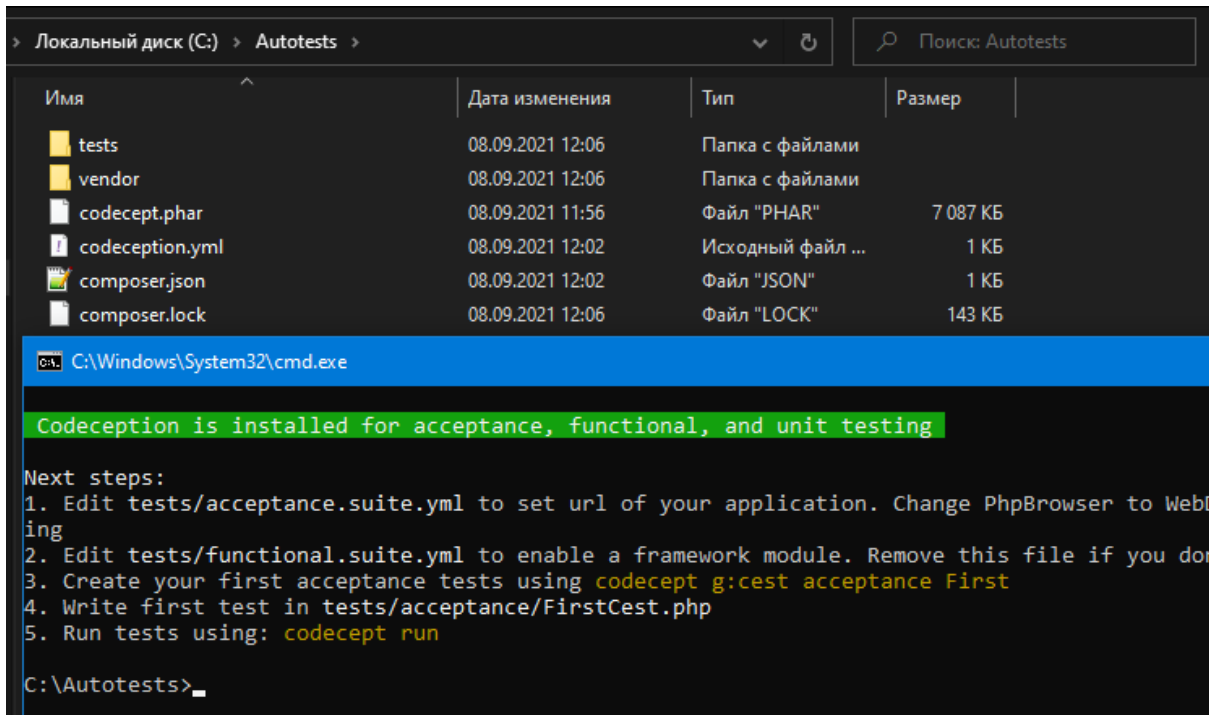 Локальный диск (C:) > Autotests >
Поиск: Autotests
Имя Дата изменения Тип Размер
tests 08.09.2021 12:06 Папка с файлами
vendor 08.09.2021 12:06 Папка с файлами
codecept.phar 08.09.2021 11:56 Файл "PHAR" 7 087 КБ
codeception.yml 08.09.2021 12:02 Исходный файл ... 1 КБ
composer.json 08.09.2021 12:02 Файл "JSON" 1 КБ
composer.lock 08.09.2021 12:06 Файл "LOCK" 143 КБ
C:\Windows\System32\cmd.exe
Codeception is installed for acceptance, functional, and unit testing
Next steps:
1. Edit tests/acceptance.suite.yml to set url of your application. Change PhpBrowser to Web
ing
2. Edit tests/functional.suite.yml to enable a framework module. Remove this file if you
3. Create your first acceptance tests using codecept g:cest acceptance First
4. Write first test in tests/acceptance/FirstCest.php
5. Run tests using: codecept run
C:\Autotests>